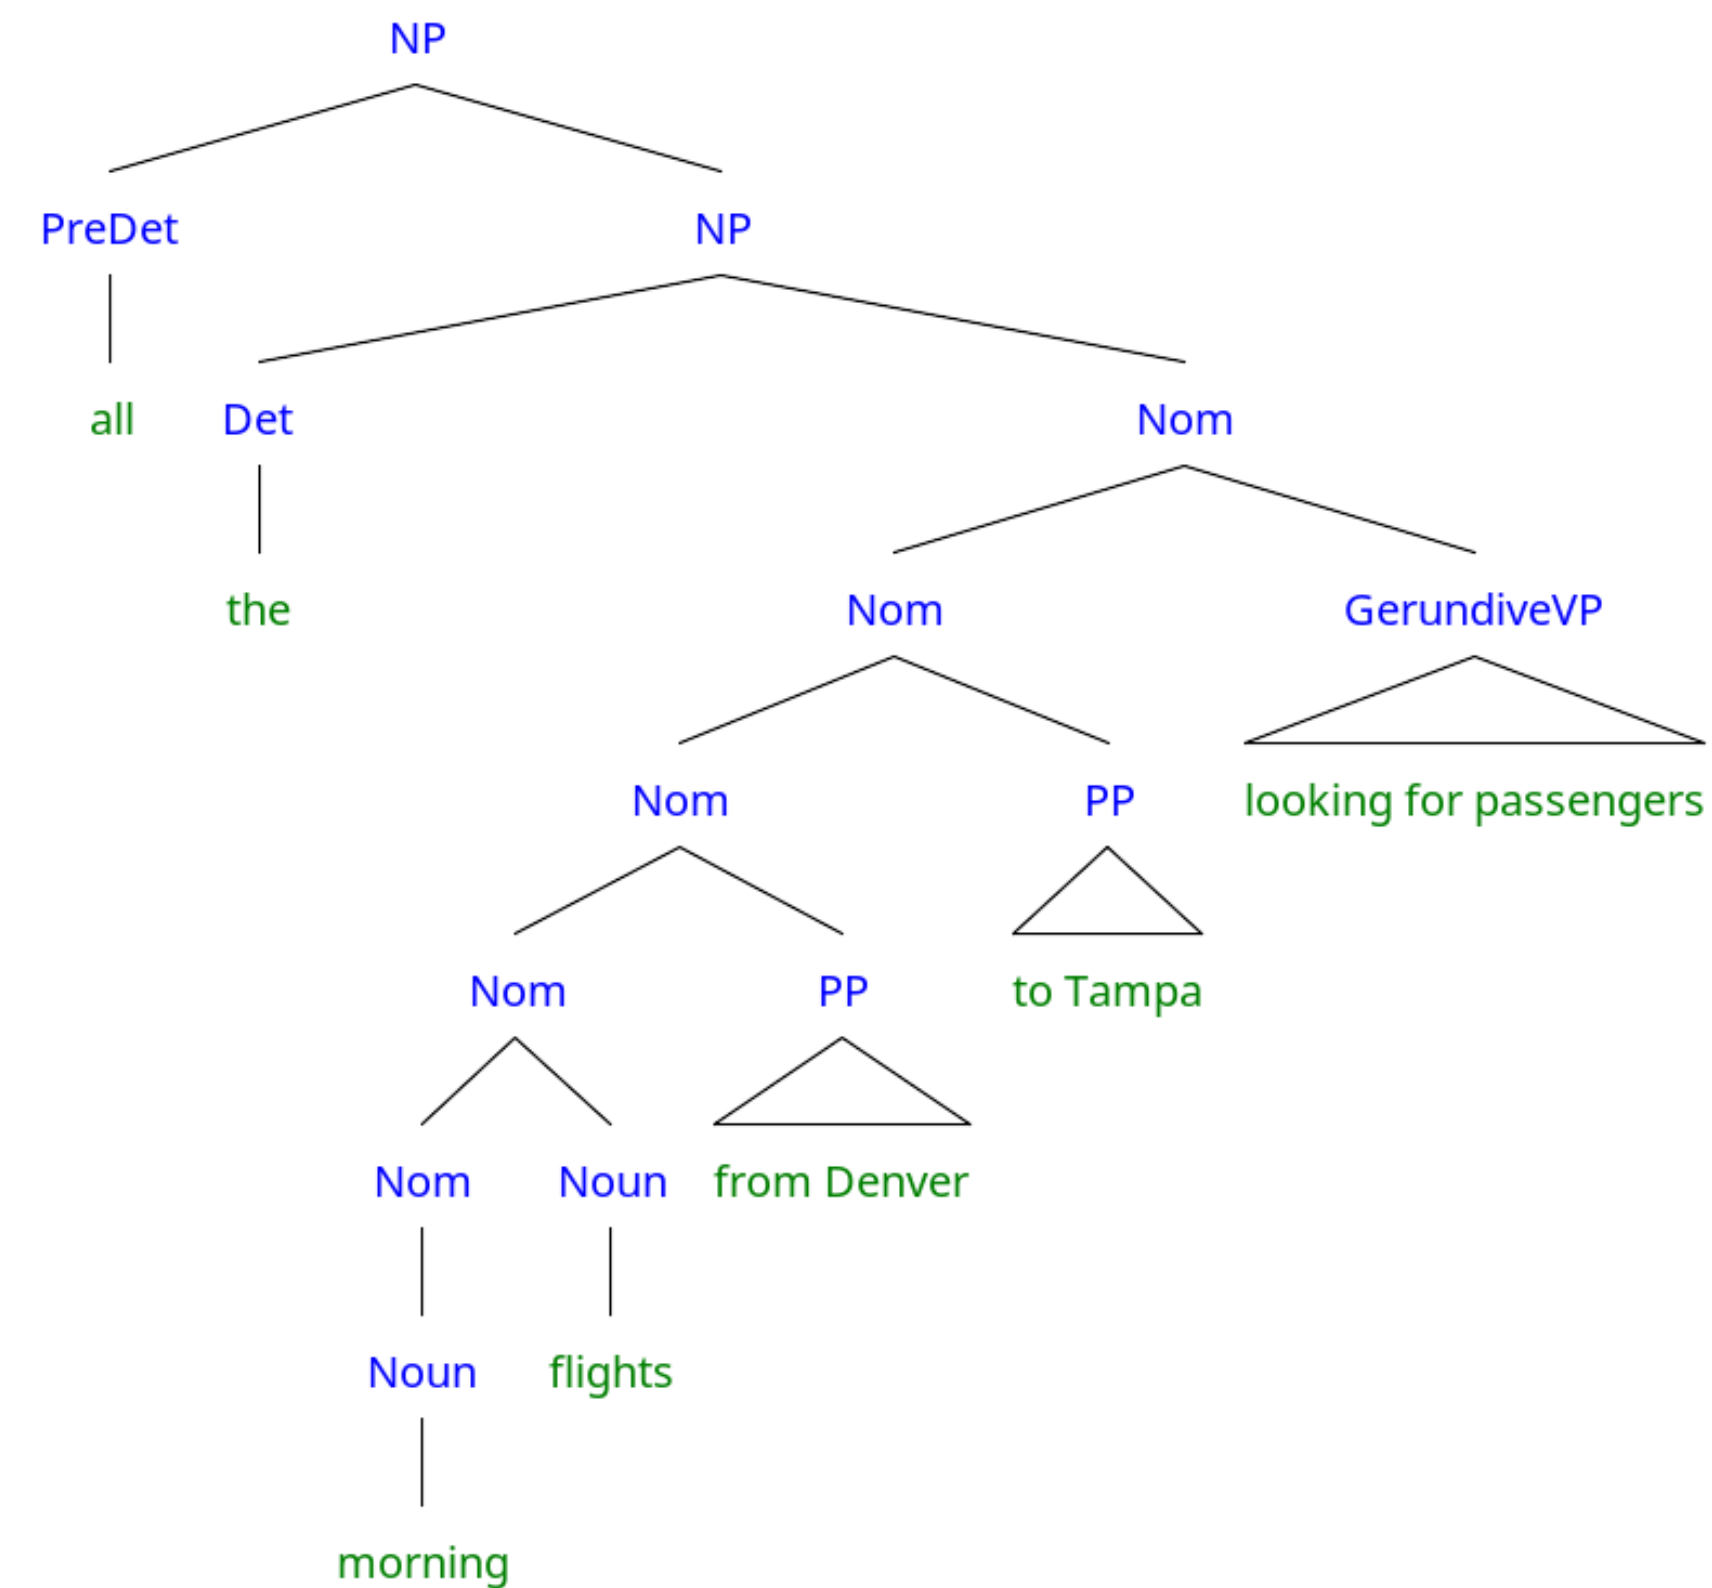 NP
PreDet NP
all Det Nom
the Nom GerundiveVP
Nom PP looking for passengers
Nom PP to Tampa
Nom Noun from Denver
Noun flights
morning